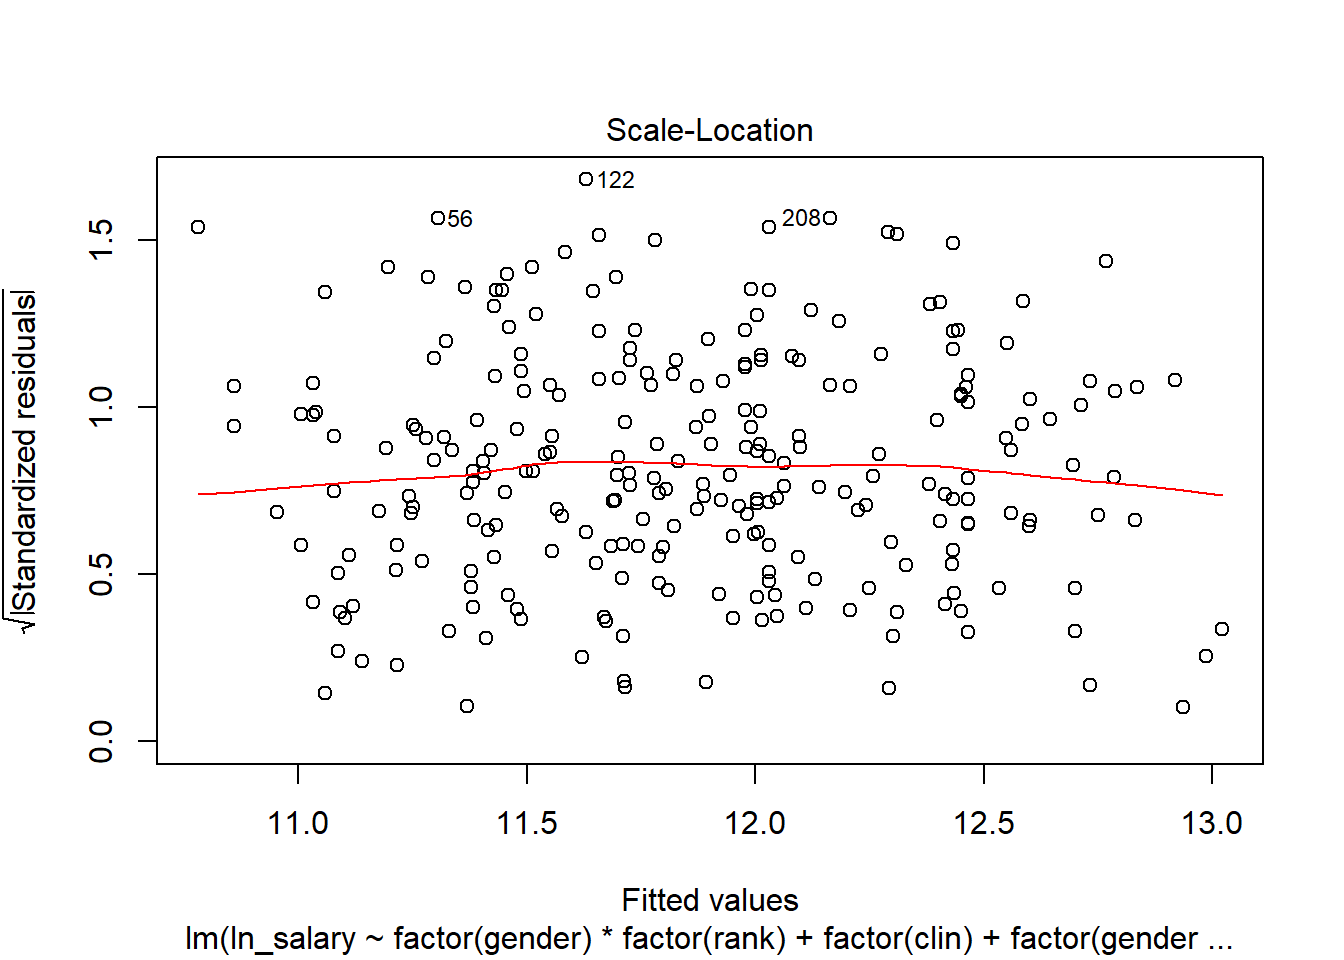 Scale-Location
122
56
208
1.5
1.0
0.5
0.0
√|Standardized residuals|
11.0 11.5 12.0 12.5 13.0
Fitted values
lm(ln_salary ~ factor(gender) * factor(rank) + factor(clin) + factor(gender ...